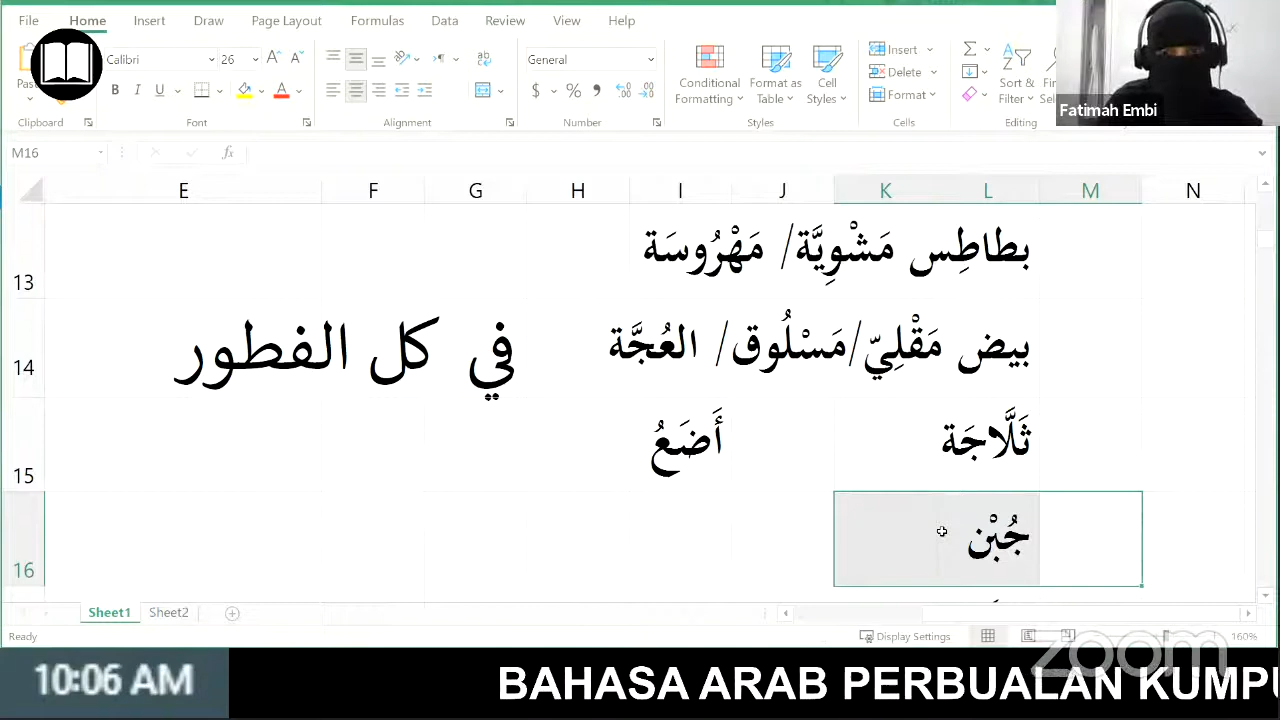 File Home Insert Draw Page Layout Formulas Data Review View Help
Calibri 26 General
Conditional Formatting Format as Table Cell Styles Insert Delete Format Sort & Filter
Clipboard Font Alignment Number Styles Cells Editing
Fatimah Embi
M16 fx
E F G H I J K L M N
13 بطاطِس مَشْوِيَّة/ مَهْرُوسَة
14 بيض مَقْلِيّ/مَسْلُوق/ العُجَّة في كل الفطور
15 ثَلَّاجَة أَضَعُ
16 جُبْن
Sheet1 Sheet2
Ready Display Settings 160%
zoom
10:06 AM BAHASA ARAB PERBUALAN